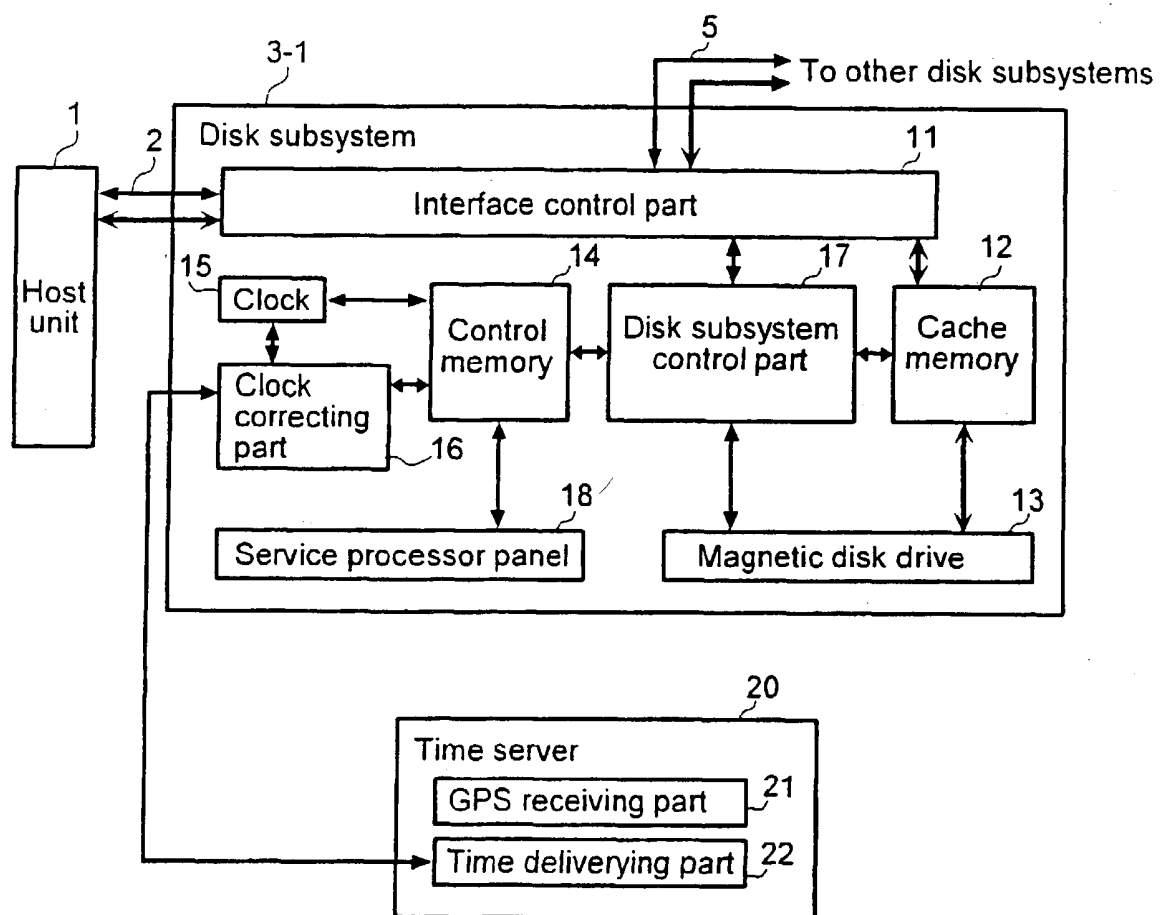 5
To other disk subsystems
3-1
1
2
Disk subsystem
11
Interface control part
15
14
17
12
Host
unit
Clock
Control
memory
Disk subsystem
control part
Cache
memory
Clock
correcting
part
16
18
13
Service processor panel
Magnetic disk drive
20
Time server
GPS receiving part
21
Time deliverying part
22